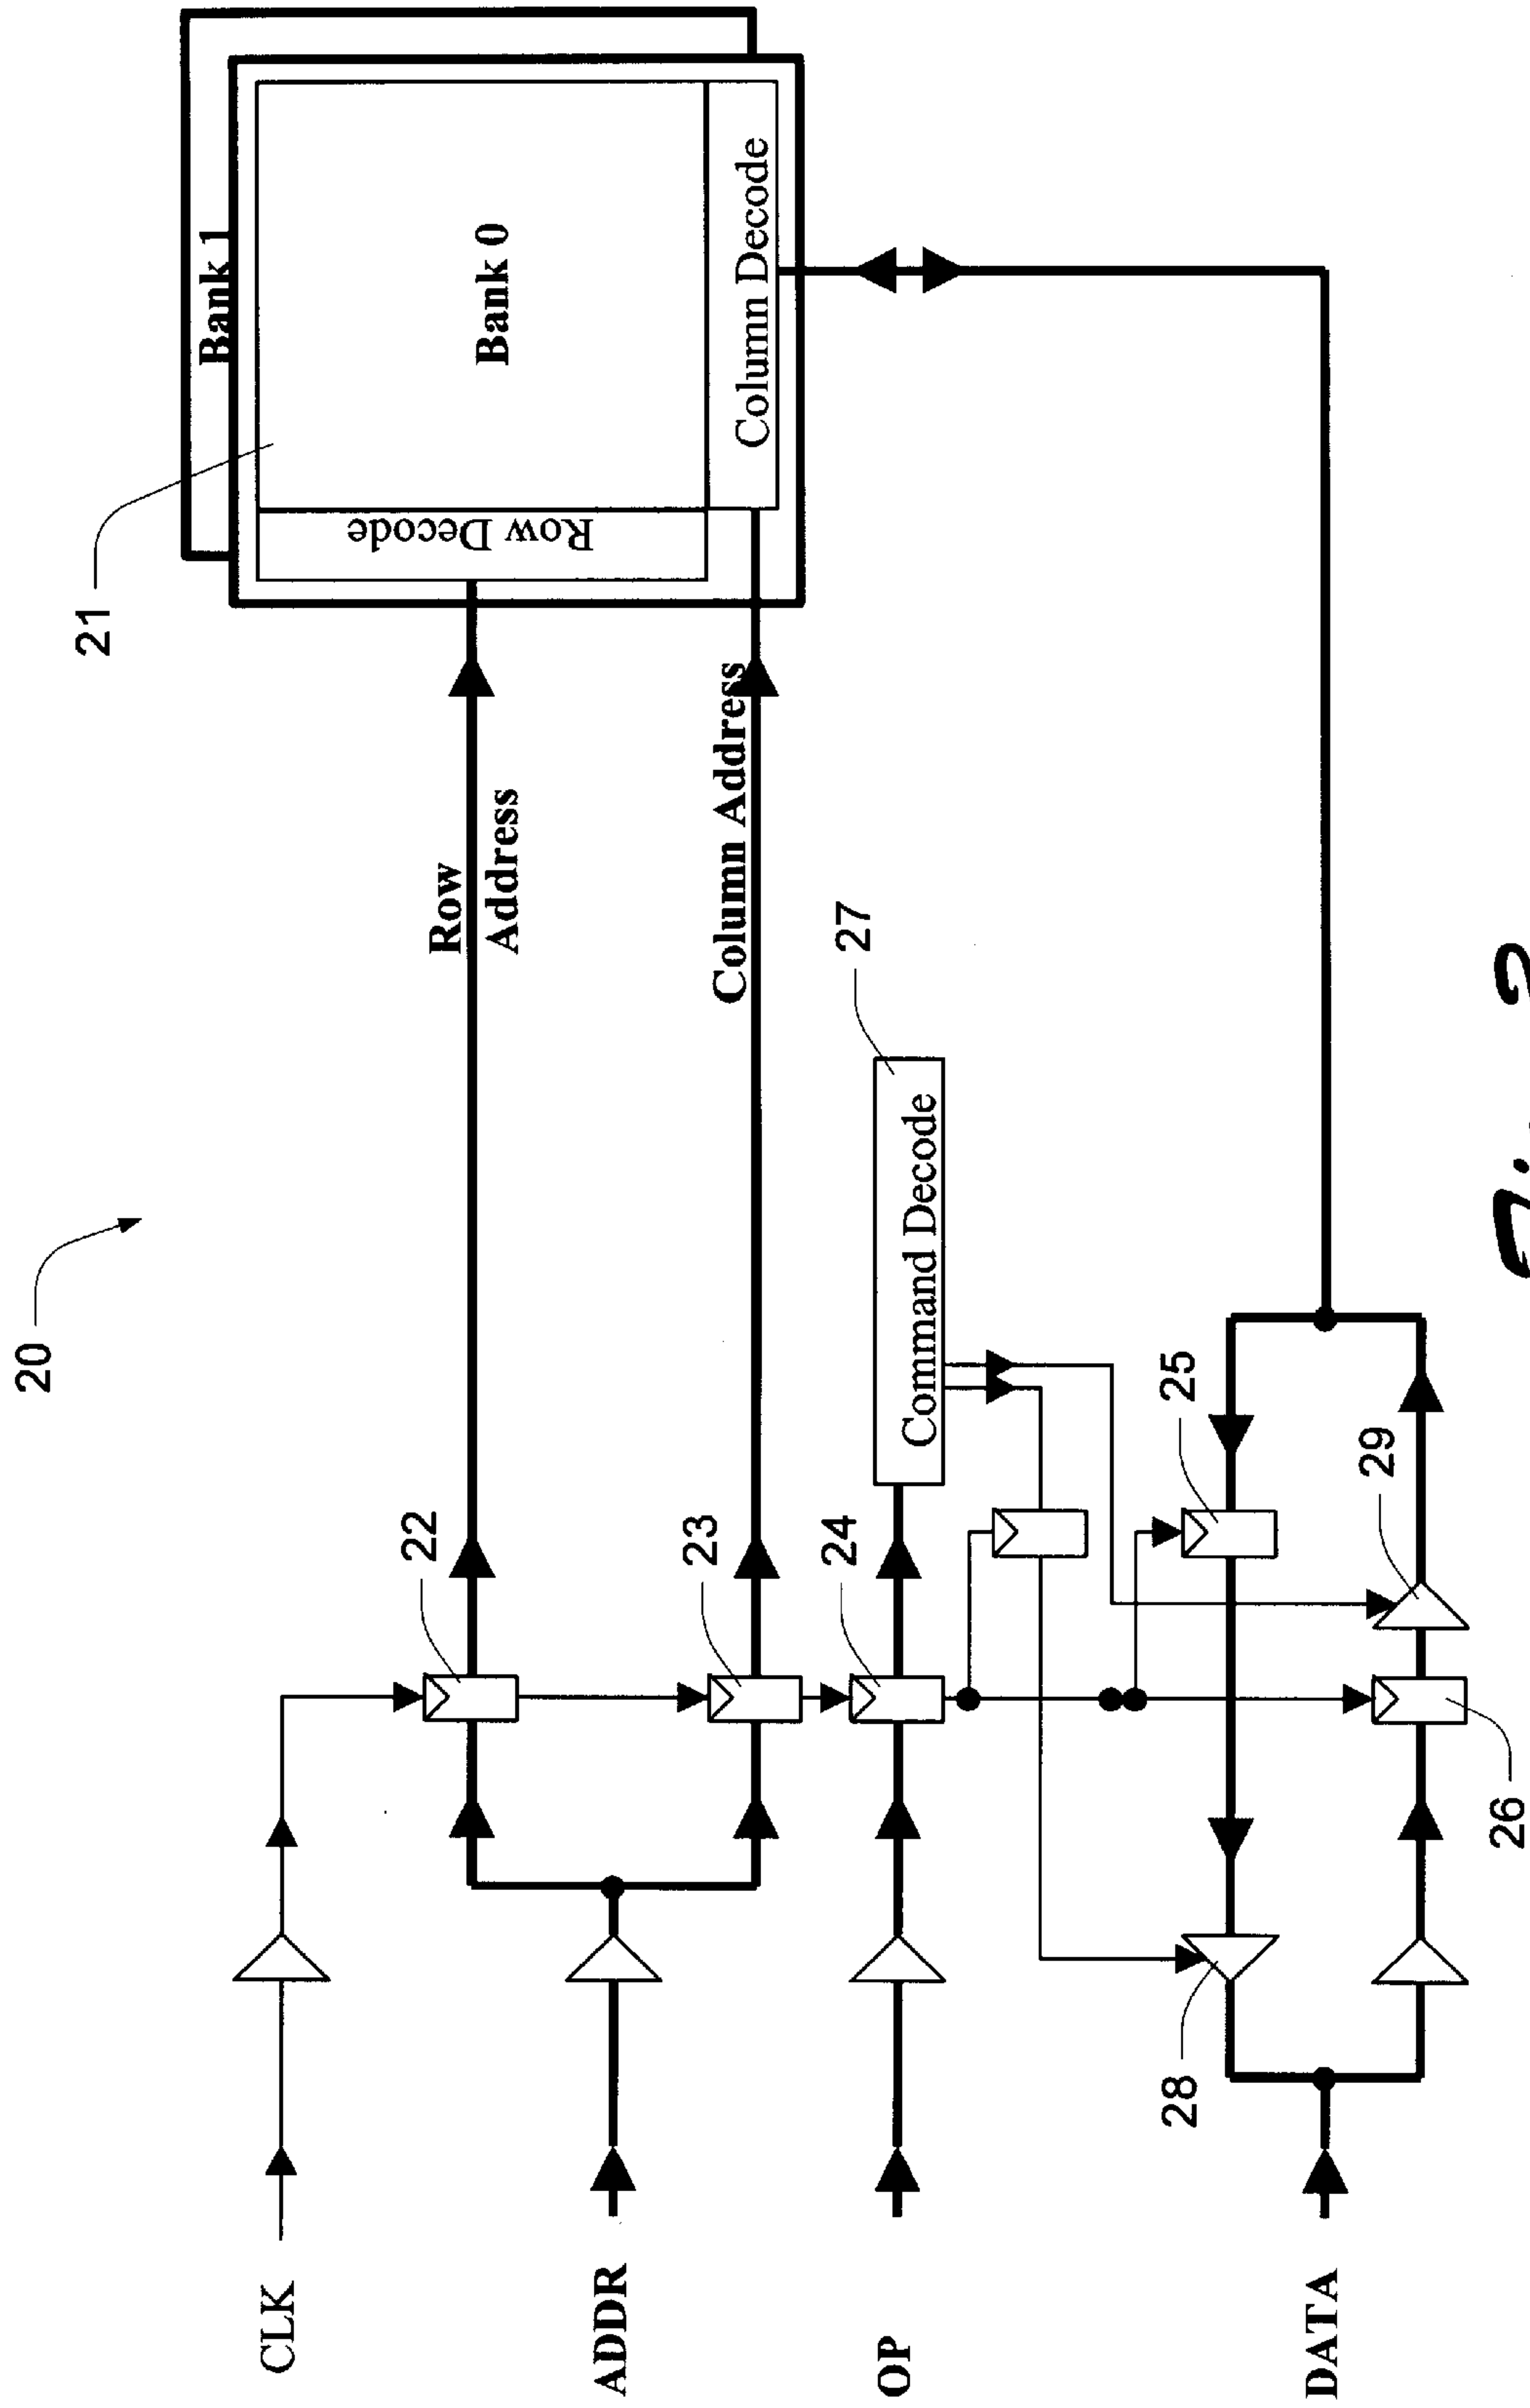 20
21
Bank 1
Bank 0
Row Decode
Column Decode
Row
Address
Column Address
CLK
22
ADDR
23
24
27
Command Decode
OP
25
28
29
DATA
26